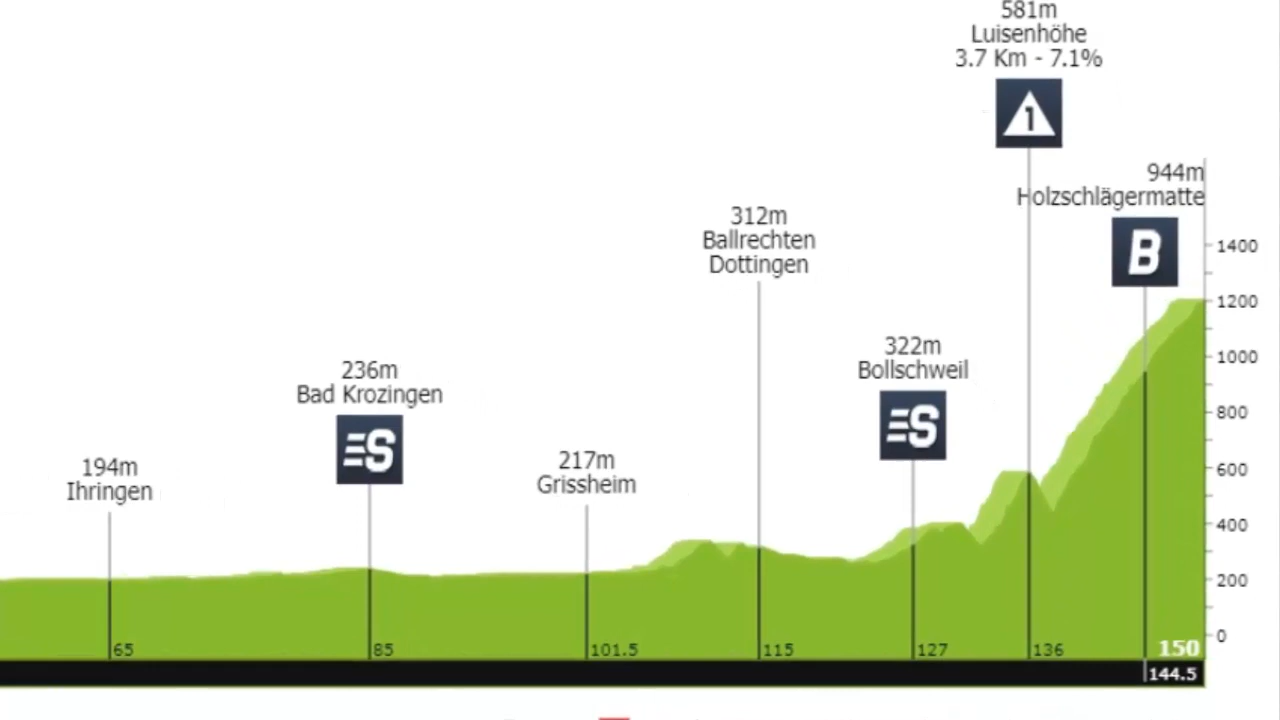 581m
Luisenhöhe
3.7 Km - 7.1%
1
944m
Holzschlägermatte
B
312m
Ballrechten
Dottingen
322m
Bollschweil
S
236m
Bad Krozingen
S
217m
Grissheim
194m
Ihringen
1400
1200
1000
800
600
400
200
0
65
85
101.5
115
127
136
150
144.5